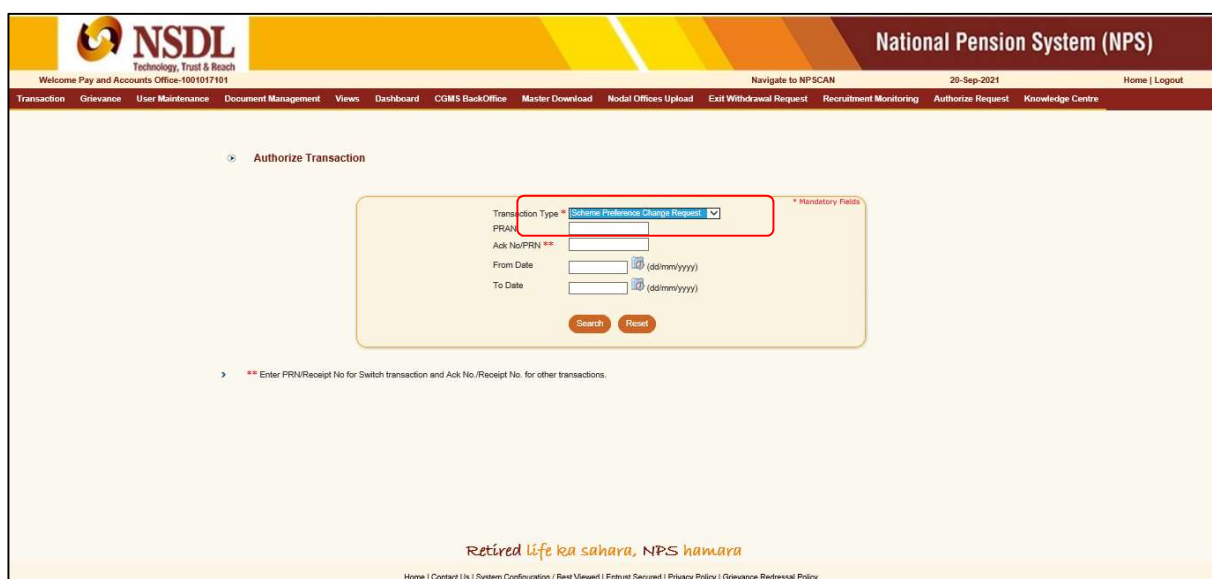 NSDL
Technology, Trust & Reach
National Pension System (NPS)
Welcome Pay and Accounts Office-1001017101 Navigate to NPSCAN 20-Sep-2021 Home | Logout
Transaction Grievance User Maintenance Document Management Views Dashboard CGMS BackOffice Master Download Nodal Offices Upload Exit Withdrawal Request Recruitment Monitoring Authorize Request Knowledge Centre
Authorize Transaction
* Mandatory Fields
Transaction Type * Scheme Preference Change Request
PRAN
Ack No/PRN **
From Date (dd/mm/yyyy)
To Date (dd/mm/yyyy)
Search Reset
** Enter PRN/Receipt No for Switch transaction and Ack No./Receipt No. for other transactions.
Retired life ka sahara, NPS hamara
Home | Contact Us | System Configuration / Best Viewed | Entrust Secured | Privacy Policy | Grievance Redressal Policy